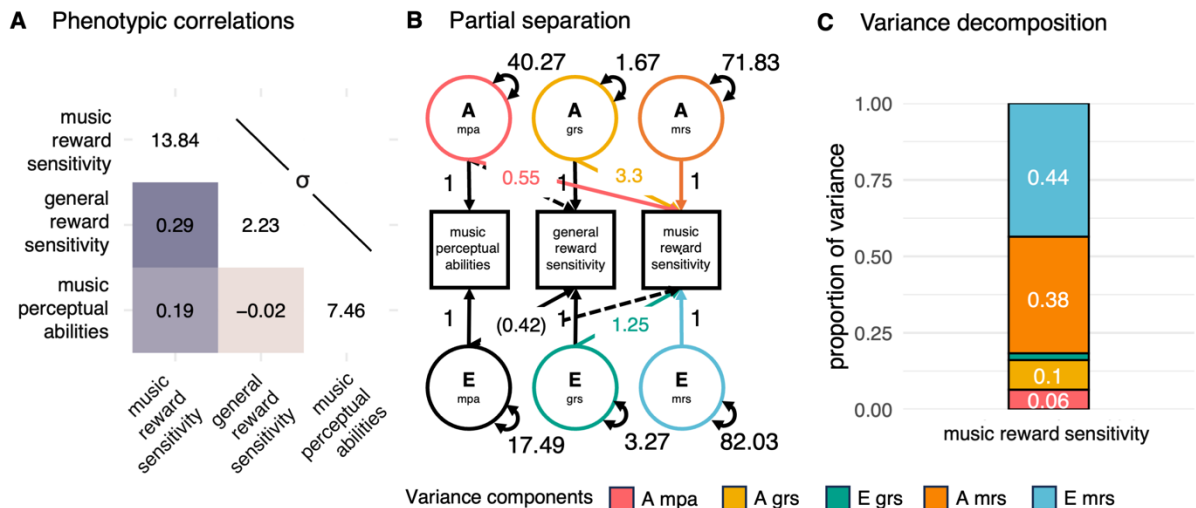 A Phenotypic correlations
music
reward
sensitivity
13.84
σ
general
reward
sensitivity
0.29 2.23
music
perceptual
abilities
0.19 −0.02 7.46
music
reward
sensitivity
general
reward
sensitivity
music
perceptual
abilities
B Partial separation
40.27 1.67 71.83
A A A
mpa grs mrs
1 0.55 1 3.3 1
music
perceptual
abilities
general
reward
sensitivity
music
reward
sensitivity
1 (0.42) 1 1.25 1
E E E
mpa grs mrs
17.49 3.27 82.03
C Variance decomposition
proportion of variance
1.00
0.75
0.50
0.25
0.00
0.44
0.38
0.1
0.06
music reward sensitivity
Variance components A mpa A grs E grs A mrs E mrs